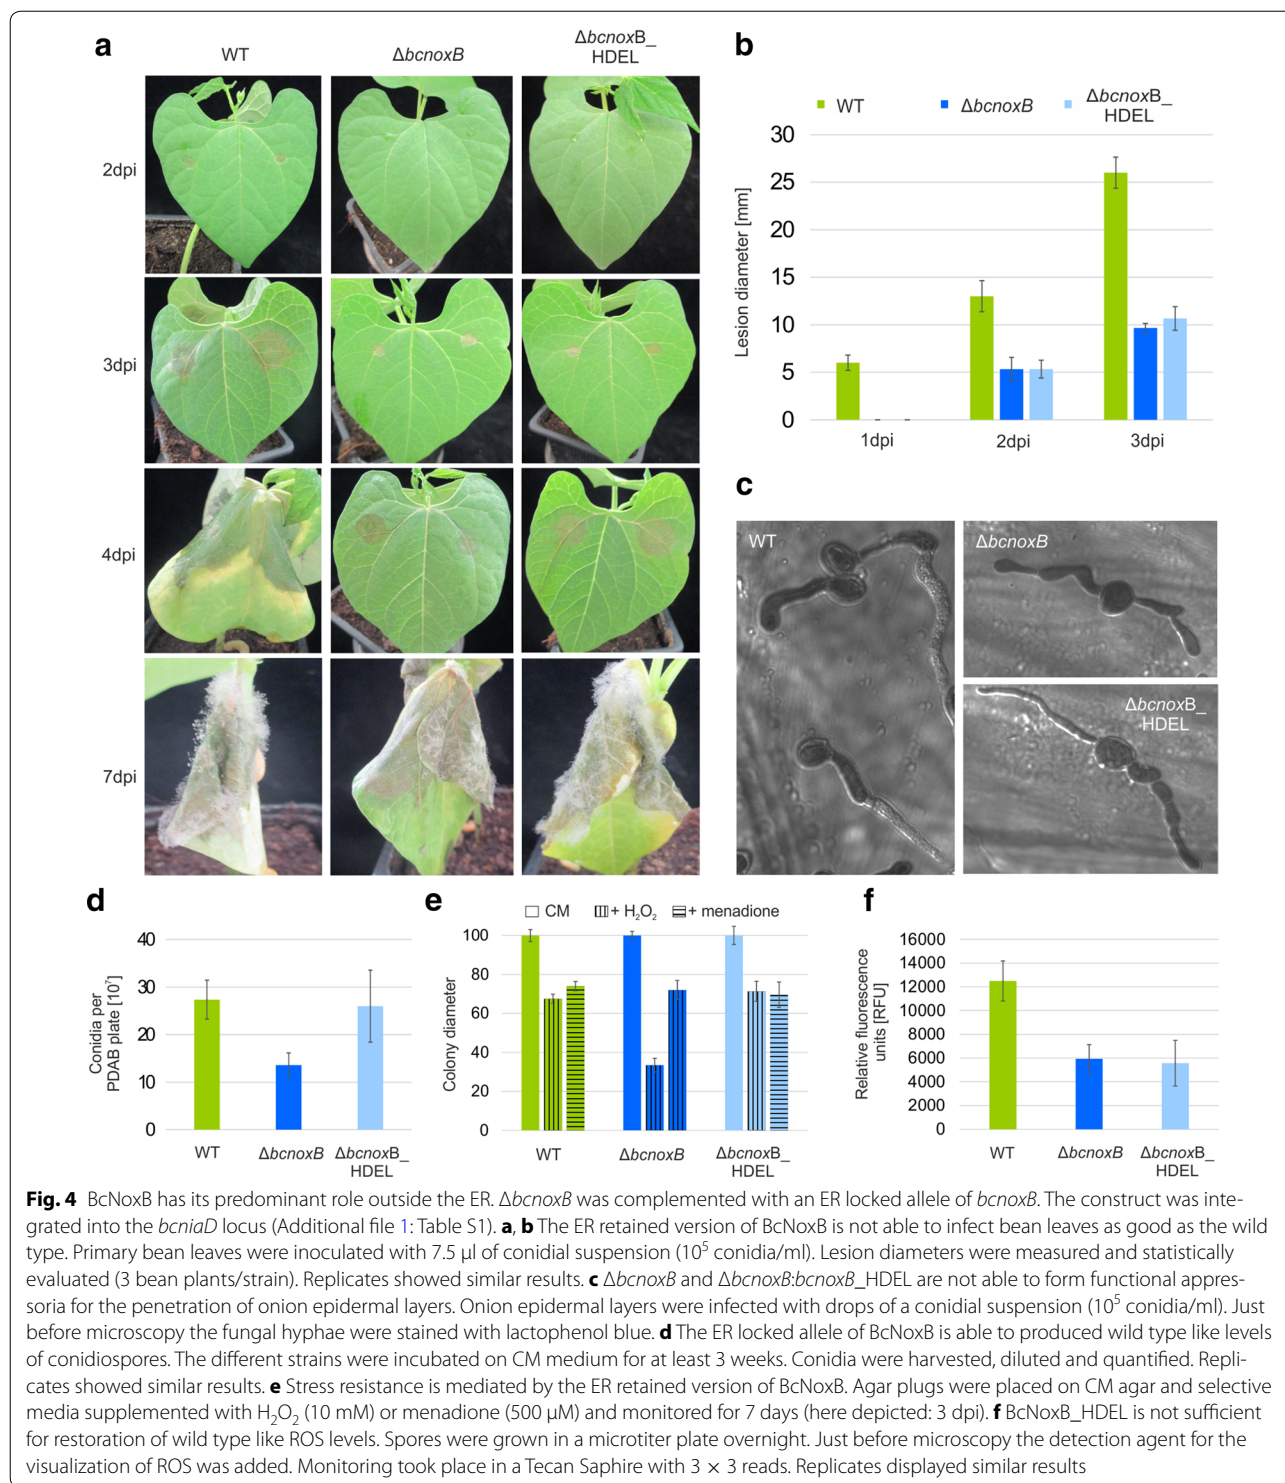 a
WT
ΔbcnoxB
ΔbcnoxB_
HDEL
2dpi
3dpi
4dpi
7dpi
b
WT
ΔbcnoxB
ΔbcnoxB_
HDEL
Lesion diameter [mm]
30
25
20
15
10
5
0
1dpi
2dpi
3dpi
c
WT
ΔbcnoxB
ΔbcnoxB_
HDEL
d
Conidia per
PDAB plate [10⁷]
40
30
20
10
0
WT
ΔbcnoxB
ΔbcnoxB_
HDEL
e
CM
+ H₂O₂
+ menadione
Colony diameter
100
80
60
40
20
0
WT
ΔbcnoxB
ΔbcnoxB_
HDEL
f
Relative fluorescence
units [RFU]
16000
14000
12000
10000
8000
6000
4000
2000
0
WT
ΔbcnoxB
ΔbcnoxB_
HDEL
Fig. 4 BcNoxB has its predominant role outside the ER. ΔbcnoxB was complemented with an ER locked allele of bcnoxB. The construct was inte-
grated into the bcniaD locus (Additional file 1: Table S1). a, b The ER retained version of BcNoxB is not able to infect bean leaves as good as the wild
type. Primary bean leaves were inoculated with 7.5 µl of conidial suspension (10⁵ conidia/ml). Lesion diameters were measured and statistically
evaluated (3 bean plants/strain). Replicates showed similar results. c ΔbcnoxB and ΔbcnoxB:bcnoxB_HDEL are not able to form functional appres-
soria for the penetration of onion epidermal layers. Onion epidermal layers were infected with drops of a conidial suspension (10⁵ conidia/ml). Just
before microscopy the fungal hyphae were stained with lactophenol blue. d The ER locked allele of BcNoxB is able to produced wild type like levels
of conidiospores. The different strains were incubated on CM medium for at least 3 weeks. Conidia were harvested, diluted and quantified. Repli-
cates showed similar results. e Stress resistance is mediated by the ER retained version of BcNoxB. Agar plugs were placed on CM agar and selective
media supplemented with H₂O₂ (10 mM) or menadione (500 µM) and monitored for 7 days (here depicted: 3 dpi). f BcNoxB_HDEL is not sufficient
for restoration of wild type like ROS levels. Spores were grown in a microtiter plate overnight. Just before microscopy the detection agent for the
visualization of ROS was added. Monitoring took place in a Tecan Saphire with 3 × 3 reads. Replicates displayed similar results